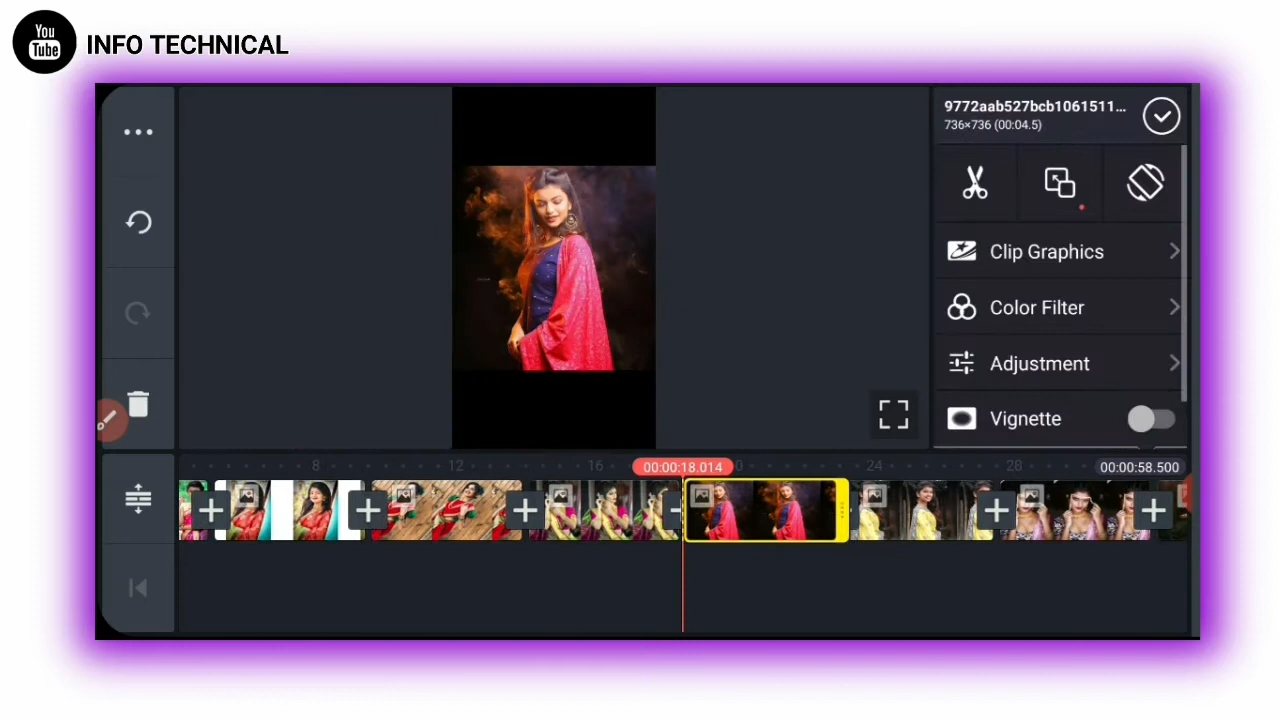 You
Tube
INFO TECHNICAL
9772aab527bcb1061511...
736×736 (00:04.5)
Clip Graphics
Color Filter
Adjustment
Vignette
8
12
16
00:00:18.014
0
24
28
00:00:58.500